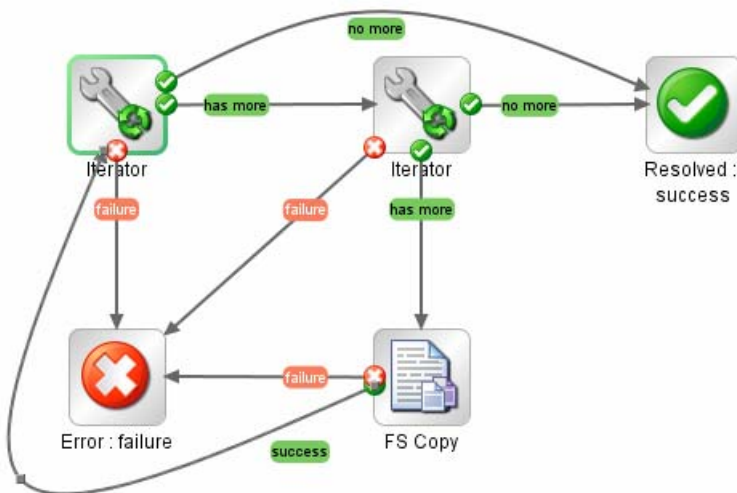 no more
has more
no more
Iterator
Iterator
Resolved :
success
failure
failure
has more
failure
Error : failure
FS Copy
success